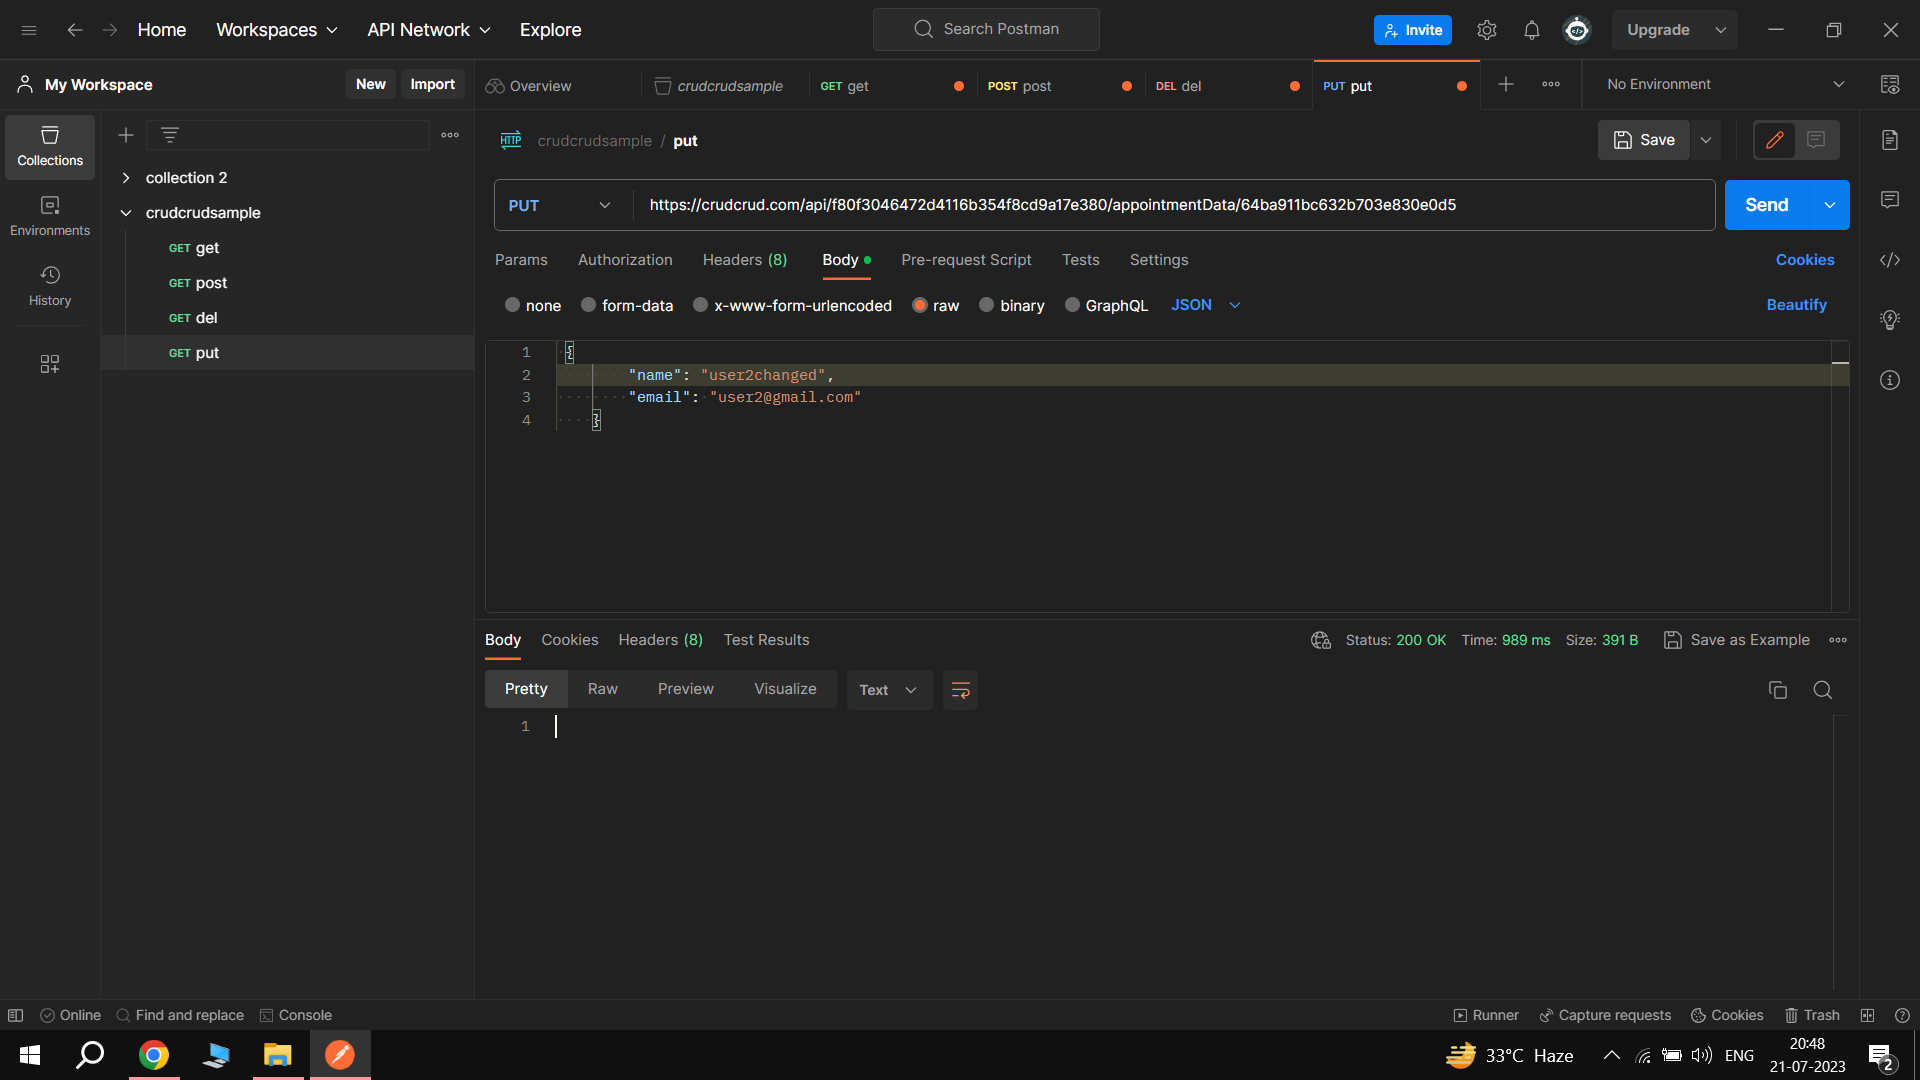 Home Workspaces API Network Explore Search Postman Invite Upgrade
My Workspace New Import Overview crudcrudsample GET get POST post DEL del PUT put No Environment
Collections
Environments
History
collection 2
crudcrudsample
GET get
GET post
GET del
GET put
HTTP crudcrudsample / put Save
PUT https://crudcrud.com/api/f80f3046472d4116b354f8cd9a17e380/appointmentData/64ba911bc632b703e830e0d5 Send
Params Authorization Headers (8) Body Pre-request Script Tests Settings Cookies
none form-data x-www-form-urlencoded raw binary GraphQL JSON Beautify
1 {
2 "name": "user2changed",
3 "email": "user2@gmail.com"
4 }
Body Cookies Headers (8) Test Results Status: 200 OK Time: 989 ms Size: 391 B Save as Example
Pretty Raw Preview Visualize Text
1
Online Find and replace Console Runner Capture requests Cookies Trash
33°C Haze ENG 20:48
21-07-2023
2